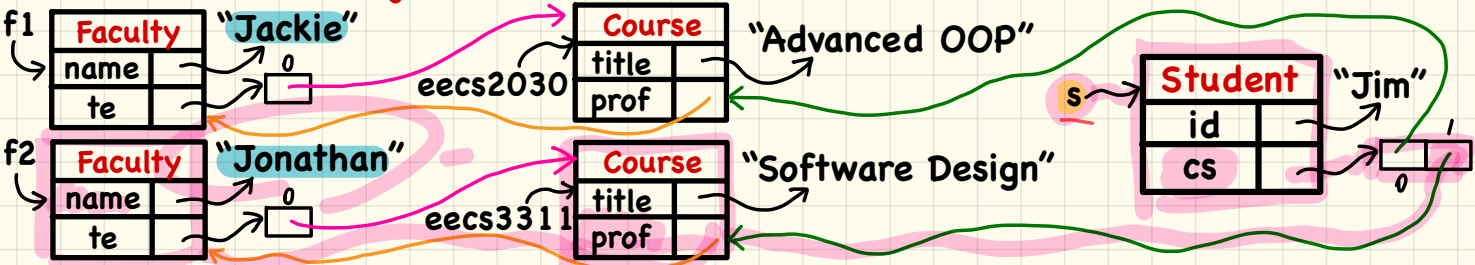 f1
Faculty
name
te
"Jackie"
0
eecs2030
Course
title
prof
"Advanced OOP"
s
Student
id
cs
"Jim"
0
1
f2
Faculty
name
te
"Jonathan"
0
eecs3311
Course
title
prof
"Software Design"